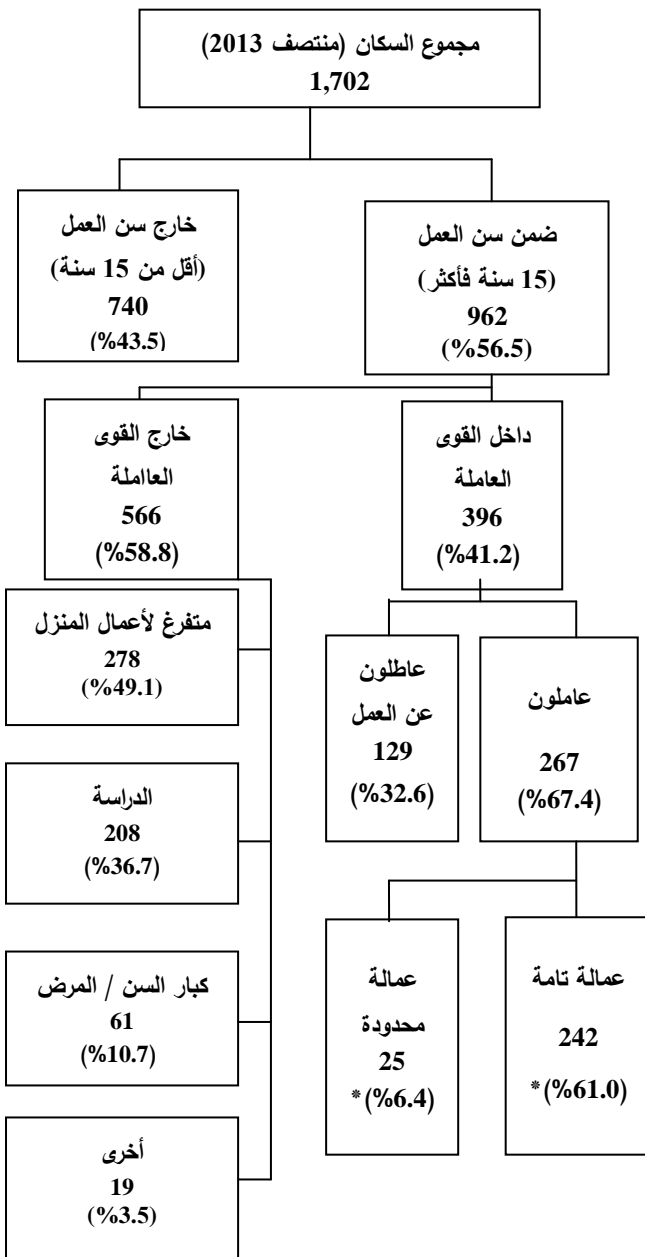 مجموع السكان (منتصف 2013)
1,702
ضمن سن العمل
(15 سنة فأكثر)
962
(%56.5)
خارج سن العمل
(أقل من 15 سنة)
740
(%43.5)
داخل القوى
العاملة
396
(%41.2)
خارج القوى
العااملة
566
(%58.8)
عاملون
267
(%67.4)
عاطلون
عن العمل
129
(%32.6)
عمالة تامة
242
(%61.0)*
عمالة
محدودة
25
(%6.4)*
متفرغ لأعمال المنزل
278
(%49.1)
الدراسة
208
(%36.7)
كبار السن / المرض
61
(%10.7)
أخرى
19
(%3.5)